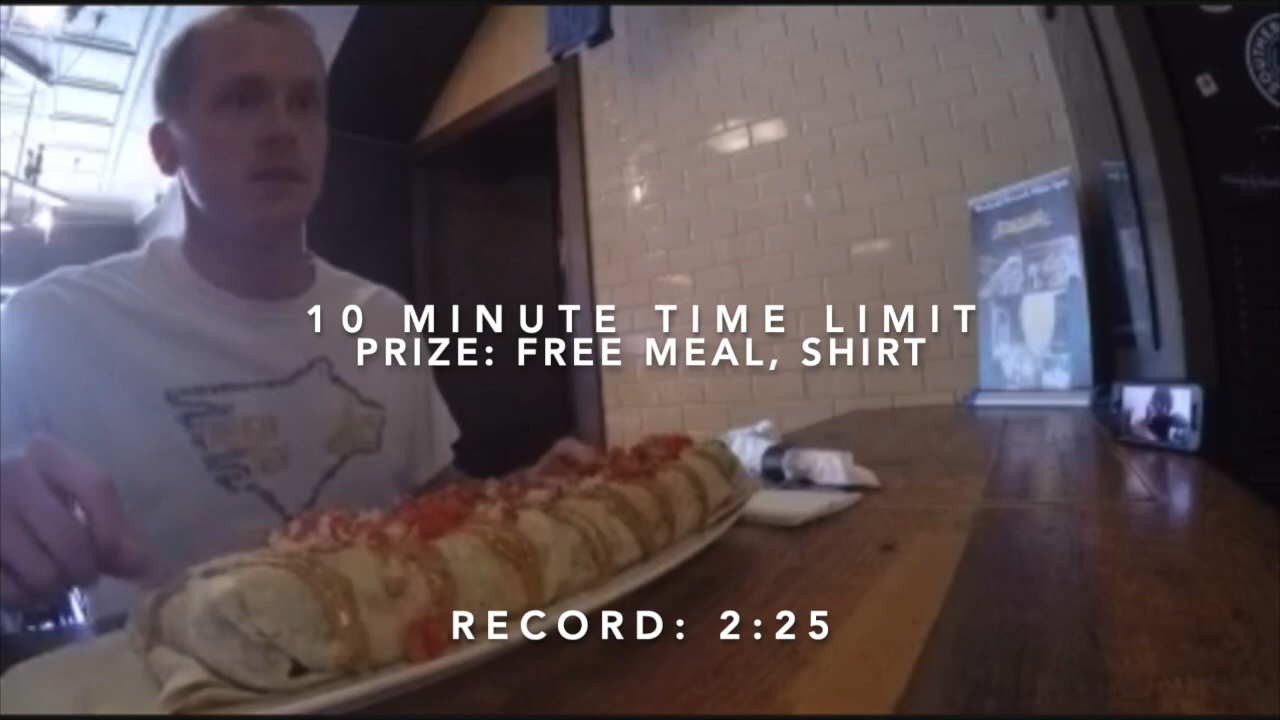 10 MINUTE TIME LIMIT
PRIZE: FREE MEAL, SHIRT
RECORD: 2:25